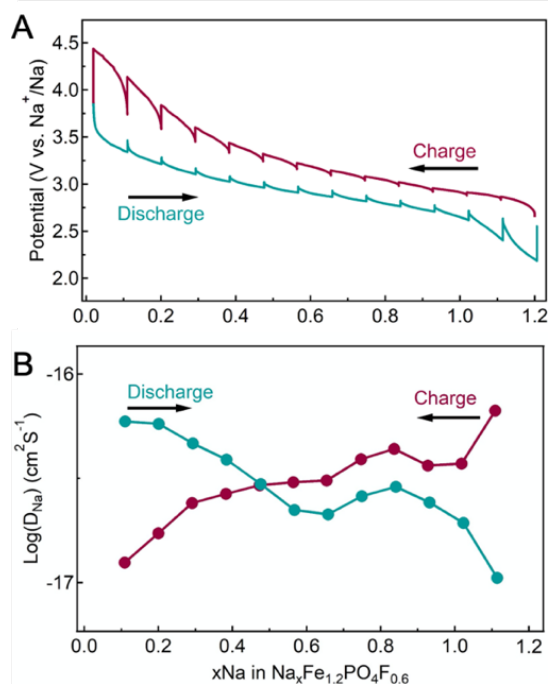 A
4.5
4.0
3.5
3.0
2.5
2.0
Potential (V vs. Na⁺/Na)
Charge
Discharge
0.0 0.2 0.4 0.6 0.8 1.0 1.2
B
-16
-17
Log(D_Na) (cm² S⁻¹)
Discharge
Charge
0.0 0.2 0.4 0.6 0.8 1.0 1.2
xNa in NaₓFe₁.₂PO₄F₀.₆